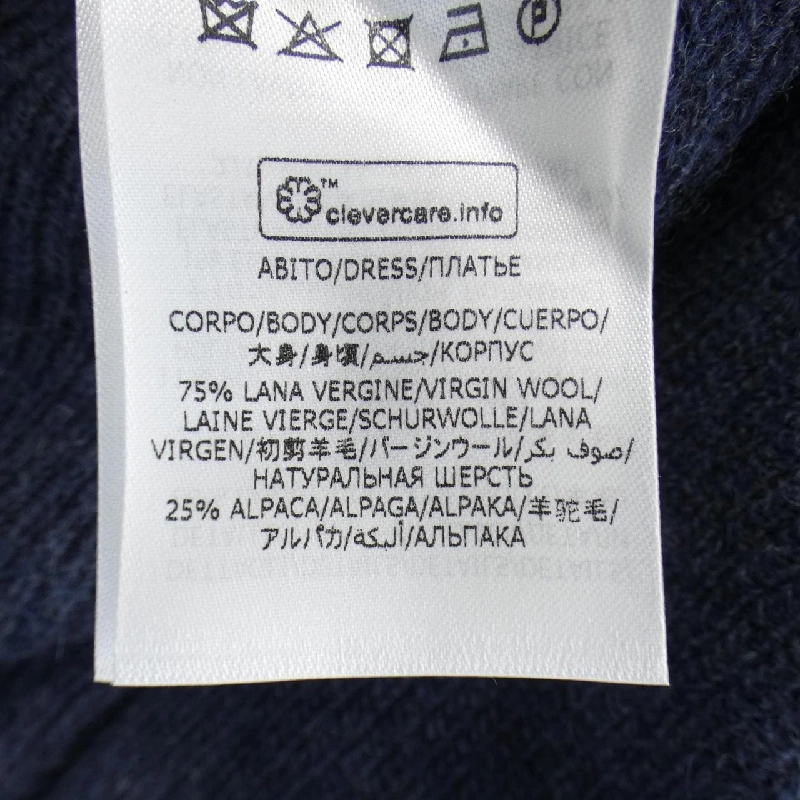 clevercare.info™
ABITO/DRESS/ПЛАТЬЕ
CORPO/BODY/CORPS/BODY/CUERPO/
大身/身頃/جسم/КОРПУС
75% LANA VERGINE/VIRGIN WOOL/
LAINE VIERGE/SCHURWOLLE/LANA
VIRGEN/初剪羊毛/バージンウール/صوف بكر/
НАТУРАЛЬНАЯ ШЕРСТЬ
25% ALPACA/ALPAGA/ALPAKA/羊驼毛/
アルパカ/ألبكة/АЛЬПАКА